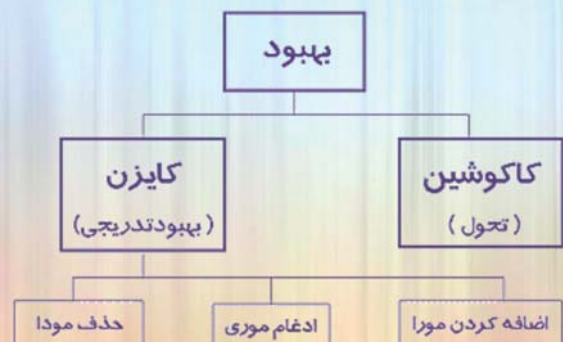 بهبود
کاکوشین
( تحول )
کایزن
( بهبودتدریجی)
اضافه کردن مورا
ادغام موری
حذف مودا